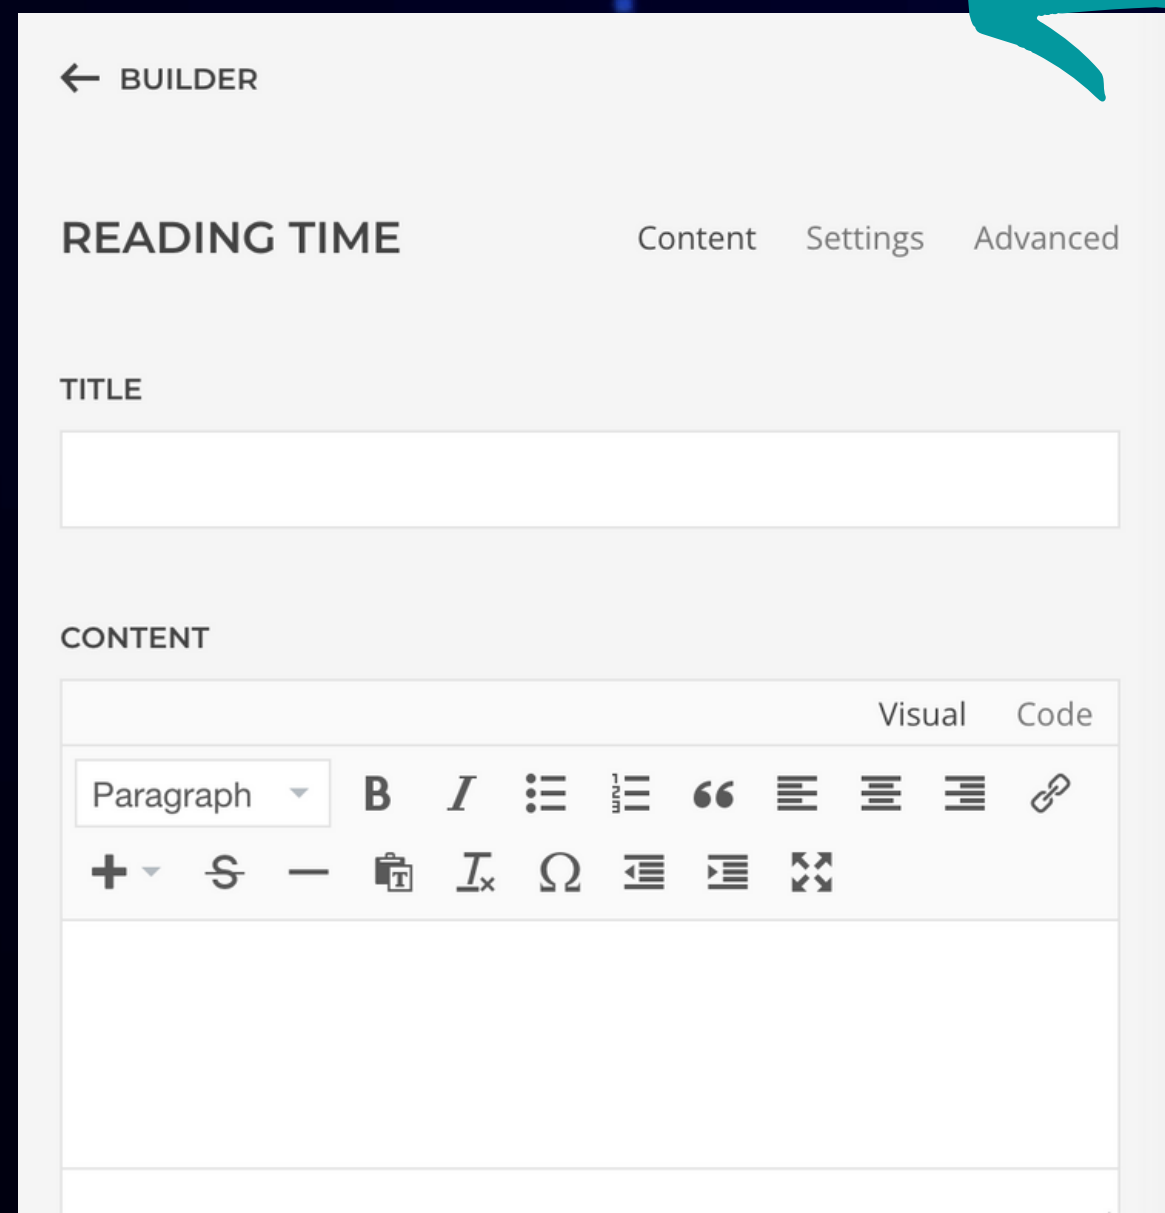 BUILDER
READING TIME Content Settings Advanced
TITLE
CONTENT
Visual Code
Paragraph